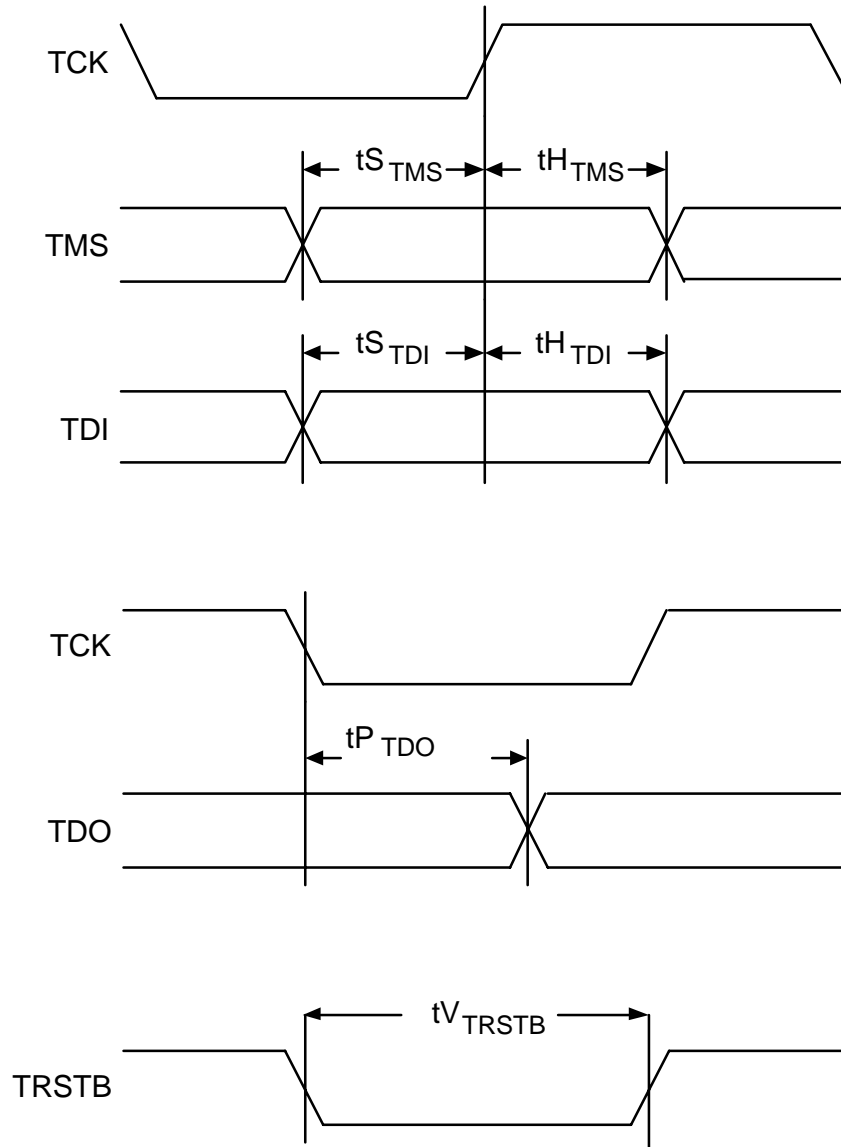 TCK
tS TMS tH TMS
TMS
tS TDI tH TDI
TDI
TCK
tP TDO
TDO
tV TRSTB
TRSTB